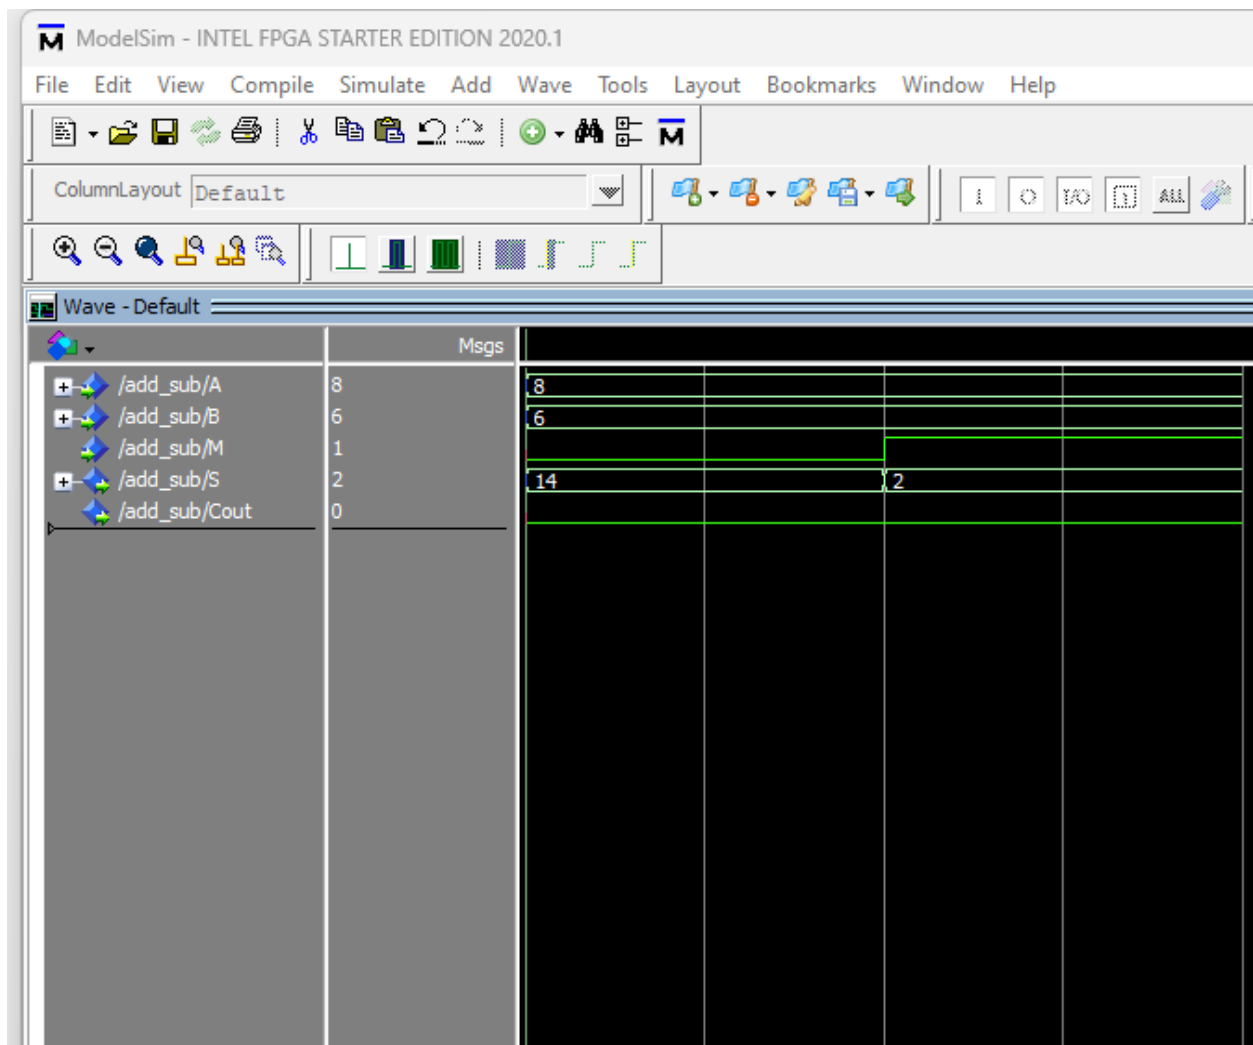 ModelSim - INTEL FPGA STARTER EDITION 2020.1
File Edit View Compile Simulate Add Wave Tools Layout Bookmarks Window Help
ColumnLayout Default
I O I/O ALL
Wave - Default
Msgs
/add_sub/A 8 8
/add_sub/B 6 6
/add_sub/M 1
/add_sub/S 2 14 2
/add_sub/Cout 0